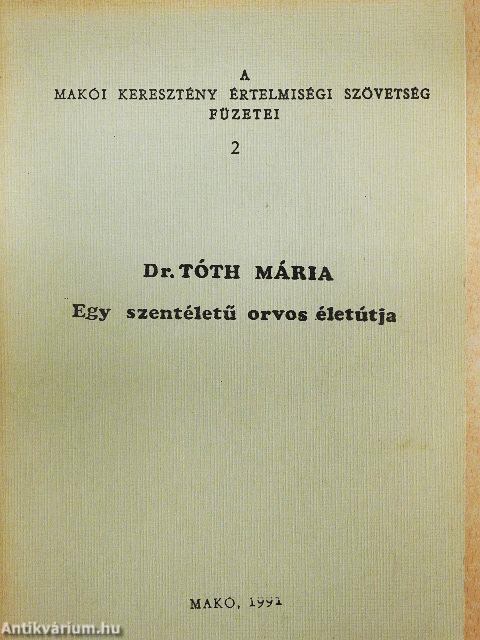 A
MAKÓI KERESZTÉNY ÉRTELMISÉGI SZÖVETSÉG
FÜZETEI
2
Dr. TÓTH MÁRIA
Egy szentéletű orvos életútja
MAKÓ, 1991
Antikvárium.hu